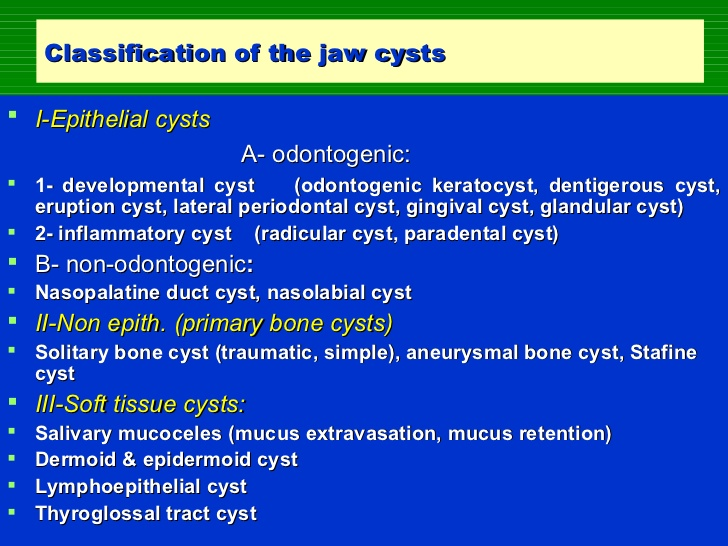 Classification of the jaw cysts
I-Epithelial cysts
A- odontogenic:
1- developmental cyst (odontogenic keratocyst, dentigerous cyst,
eruption cyst, lateral periodontal cyst, gingival cyst, glandular cyst)
2- inflammatory cyst (radicular cyst, paradental cyst)
B- non-odontogenic:
Nasopalatine duct cyst, nasolabial cyst
II-Non epith. (primary bone cysts)
Solitary bone cyst (traumatic, simple), aneurysmal bone cyst, Stafine
cyst
III-Soft tissue cysts:
Salivary mucoceles (mucus extravasation, mucus retention)
Dermoid & epidermoid cyst
Lymphoepithelial cyst
Thyroglossal tract cyst